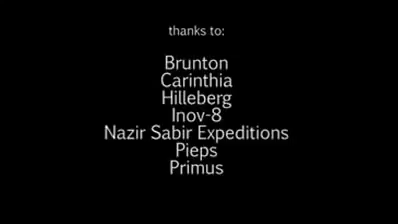 thanks to:
Brunton
Carinthia
Hilleberg
Inov-8
Nazir Sabir Expeditions
Pieps
Primus